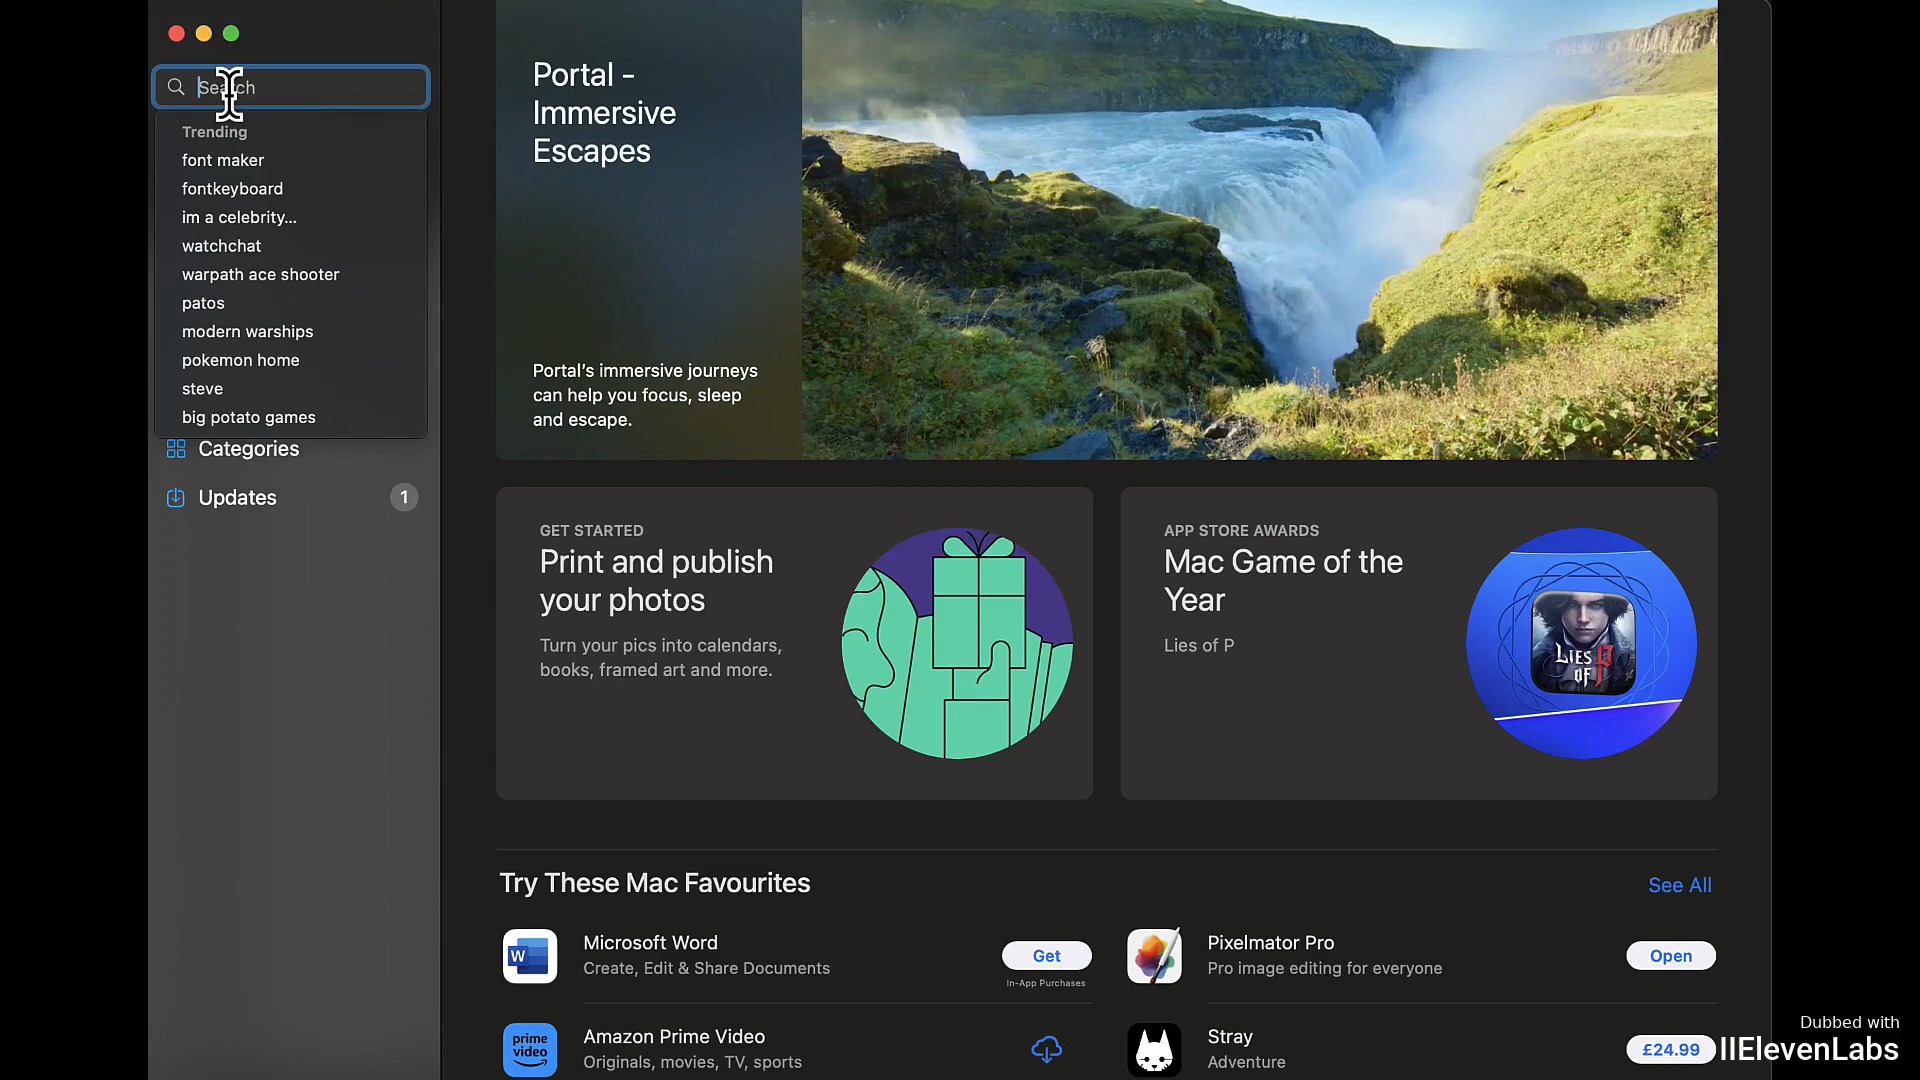 Search
Trending
font maker
fontkeyboard
im a celebrity...
watchchat
warpath ace shooter
patos
modern warships
pokemon home
steve
big potato games
Categories
Updates
1
Portal -
Immersive
Escapes
Portal's immersive journeys
can help you focus, sleep
and escape.
GET STARTED
Print and publish
your photos
Turn your pics into calendars,
books, framed art and more.
APP STORE AWARDS
Mac Game of the
Year
Lies of P
LIES
OF P
Try These Mac Favourites
See All
W
Microsoft Word
Create, Edit & Share Documents
Get
In-App Purchases
Pixelmator Pro
Pro image editing for everyone
Open
prime
video
Amazon Prime Video
Originals, movies, TV, sports
Stray
Adventure
£24.99
Dubbed with
IIElevenLabs